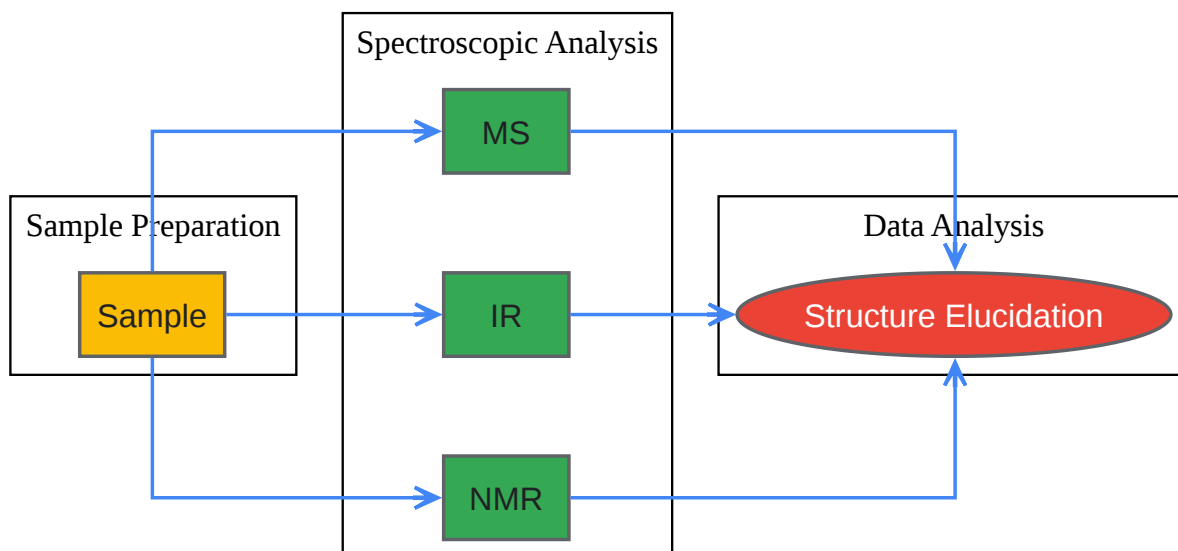 Spectroscopic Analysis
MS
Sample Preparation
Sample
IR
NMR
Data Analysis
Structure Elucidation